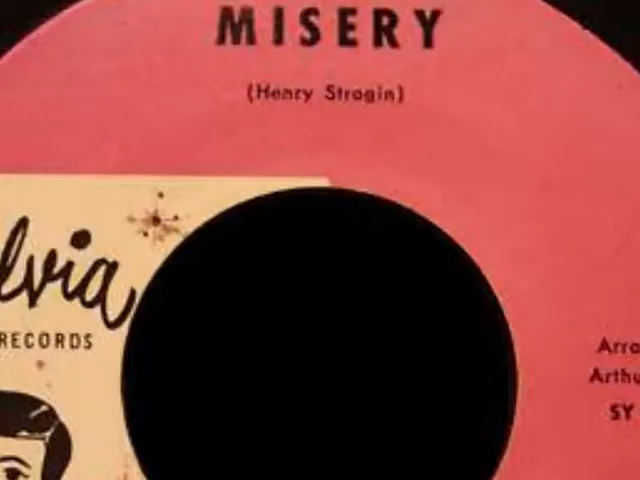 MISERY
(Henry Strogin)
lvia
RECORDS
Arra
Arthu
SY